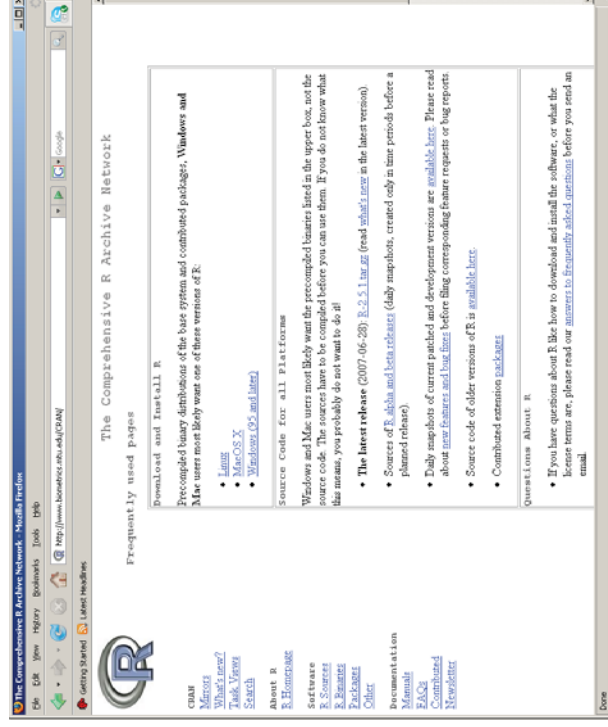 The Comprehensive R Archive Network - Mozilla Firefox
File Edit View History Bookmarks Tools Help
http://www.biometrics.mtu.edu/CRAN/
Google
Getting Started Latest Headlines
R
CRAN
Mirrors
What's new?
Task Views
Search
About R
R Homepage
Software
R Sources
R Binaries
Packages
Other
Documentation
Manuals
FAQs
Contributed
Newsletter
The Comprehensive R Archive Network
Frequently used pages
Download and Install R
Precompiled binary distributions of the base system and contributed packages, Windows and
Mac users most likely want one of these versions of R:
• Linux
• MacOS X
• Windows (95 and later)
Source Code for all Platforms
Windows and Mac users most likely want the precompiled binaries listed in the upper box, not the
source code. The sources have to be compiled before you can use them. If you do not know what
this means, you probably do not want to do it!
• The latest release (2007-06-28): R-2.5.1.tar.gz (read what's new in the latest version).
• Sources of R alpha and beta releases (daily snapshots, created only in time periods before a
planned release).
• Daily snapshots of current patched and development versions are available here. Please read
about new features and bug fixes before filing corresponding feature requests or bug reports.
• Source code of older versions of R is available here.
• Contributed extension packages
Questions About R
• If you have questions about R like how to download and install the software, or what the
license terms are, please read our answers to frequently asked questions before you send an
email.
Done